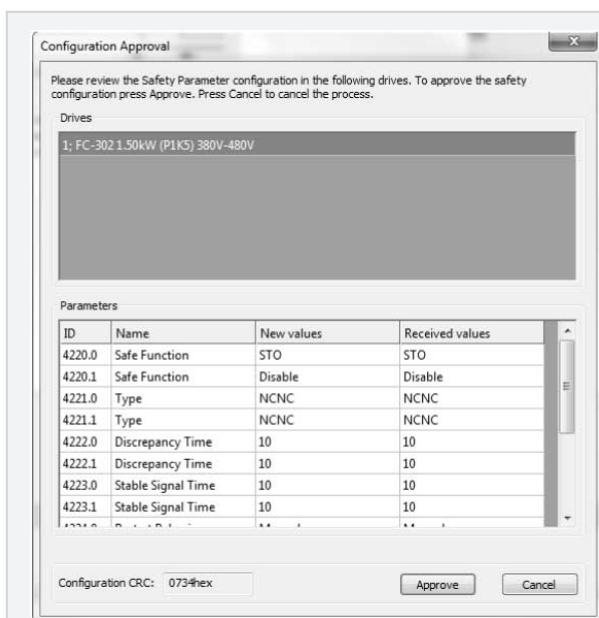 Configuration Approval
Please review the Safety Parameter configuration in the following drives. To approve the safety
configuration press Approve. Press Cancel to cancel the process.
Drives
1; FC-302 1.50kW (P1K5) 380V-480V
Parameters
ID Name New values Received values
4220.0 Safe Function STO STO
4220.1 Safe Function Disable Disable
4221.0 Type NCNC NCNC
4221.1 Type NCNC NCNC
4222.0 Discrepancy Time 10 10
4222.1 Discrepancy Time 10 10
4223.0 Stable Signal Time 10 10
4223.1 Stable Signal Time 10 10
Configuration CRC: 0734hex Approve Cancel